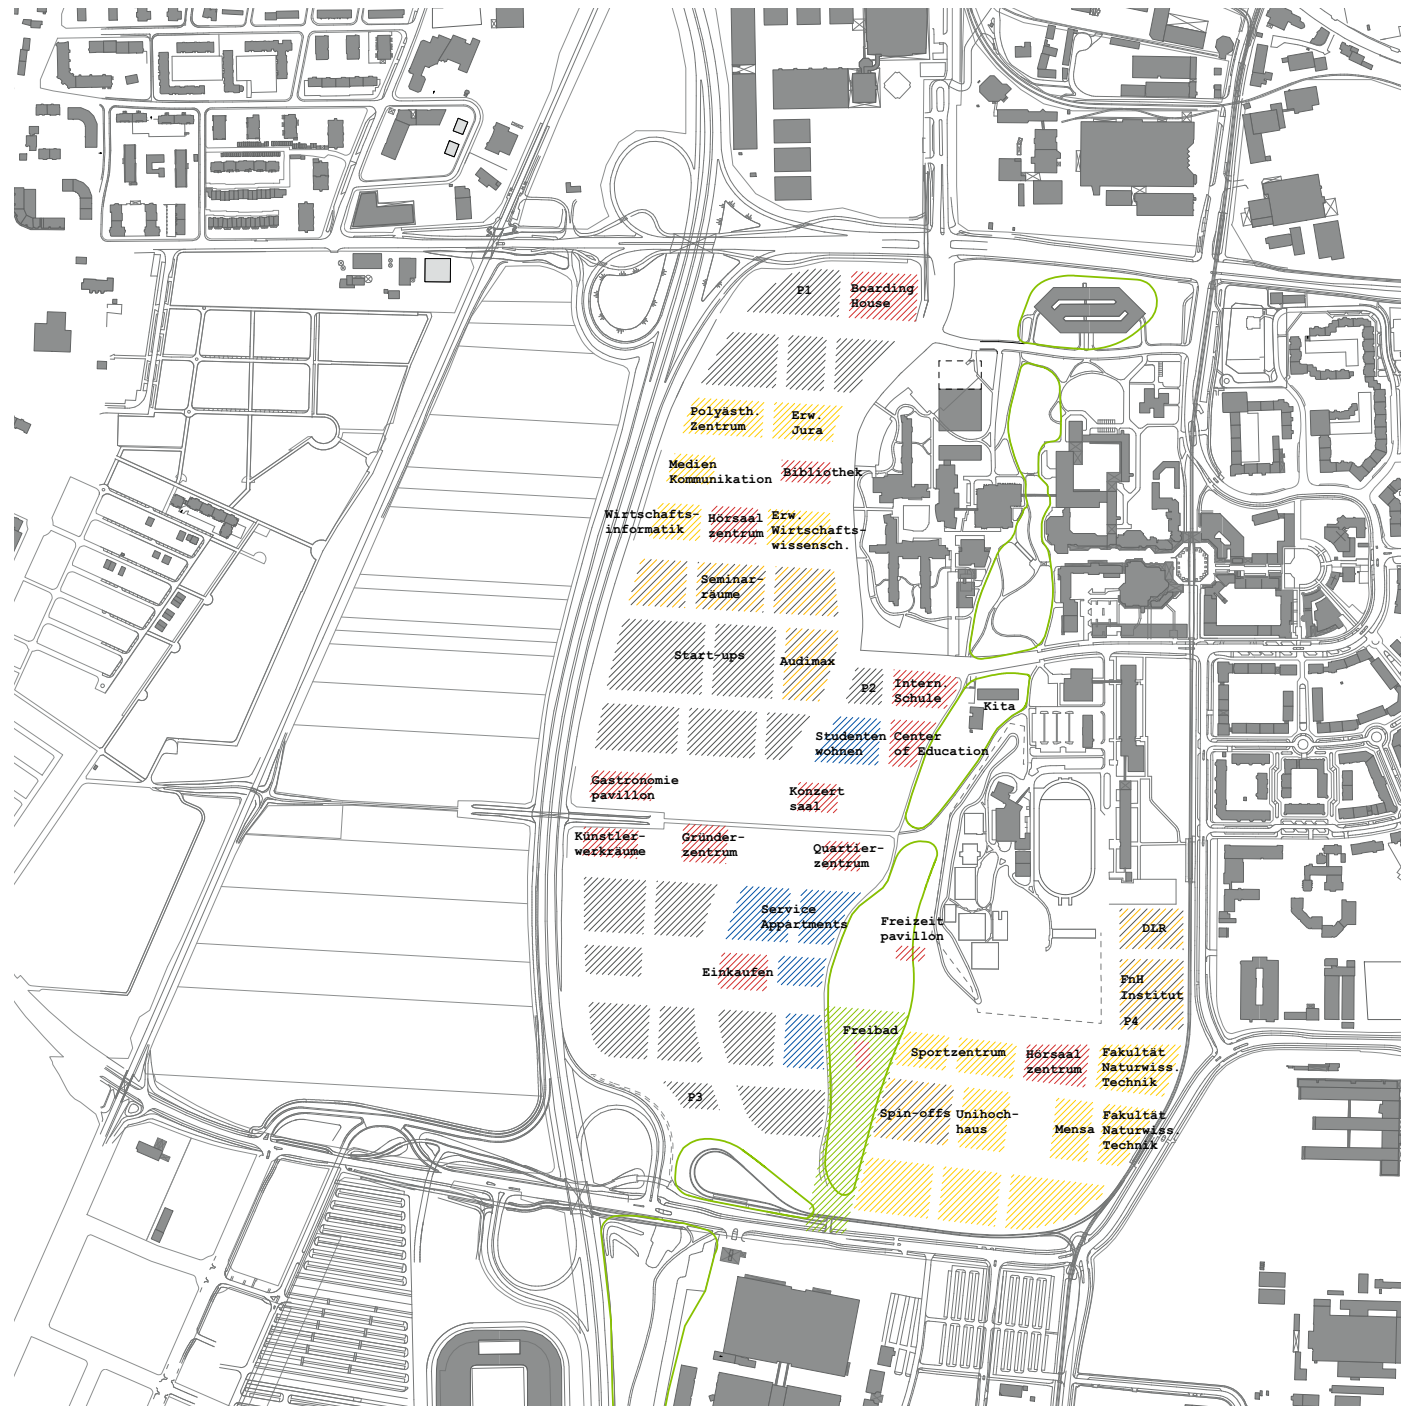 P1
Boarding
House
Polyästh.
Zentrum
Erw.
Jura
Medien
Kommunikation
Bibliothek
Wirtschafts-
informatik
Hörsaal
zentrum
Erw.
Wirtschafts-
wissensch.
Seminar-
räume
Start-ups
Audimax
P2
Intern.
Schule
Kita
Studenten
wohnen
Center
of Education
Gastronomie
pavillon
Konzert
saal
Künstler-
werkräume
Gründer-
zentrum
Quartier-
zentrum
Service
Appartments
Freizeit
pavillon
DLR
Einkaufen
FnH
Institut
P4
Freibad
Sportzentrum
Hörsaal
zentrum
Fakultät
Naturwiss.
Technik
P3
Spin-offs
Unihoch-
haus
Mensa
Fakultät
Naturwiss.
Technik